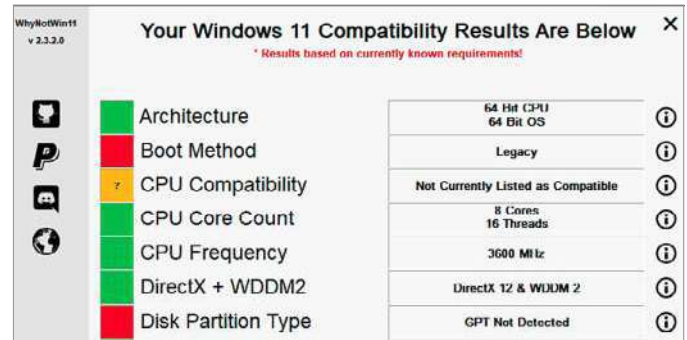 WhyNotWin11
v 2.3.2.0
Your Windows 11 Compatibility Results Are Below
* Results based on currently known requirements!
Architecture
64 Bit CPU
64 Bit OS
Boot Method
Legacy
? CPU Compatibility
Not Currently Listed as Compatible
CPU Core Count
8 Cores
16 Threads
CPU Frequency
3600 MHz
DirectX + WDDM2
DirectX 12 & WDDM 2
Disk Partition Type
GPT Not Detected